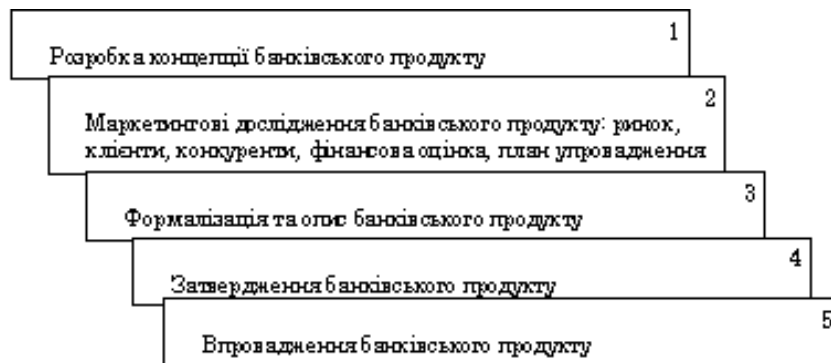 1
Розробка концепції банківського продукту
2
Маркетингові дослідження банківського продукту: ринок,
клієнти, конкуренти, фінансова оцінка, план упровадження
3
Формалізація та опис банківського продукту
4
Затвердження банківського продукту
5
Впровадження банківського продукту